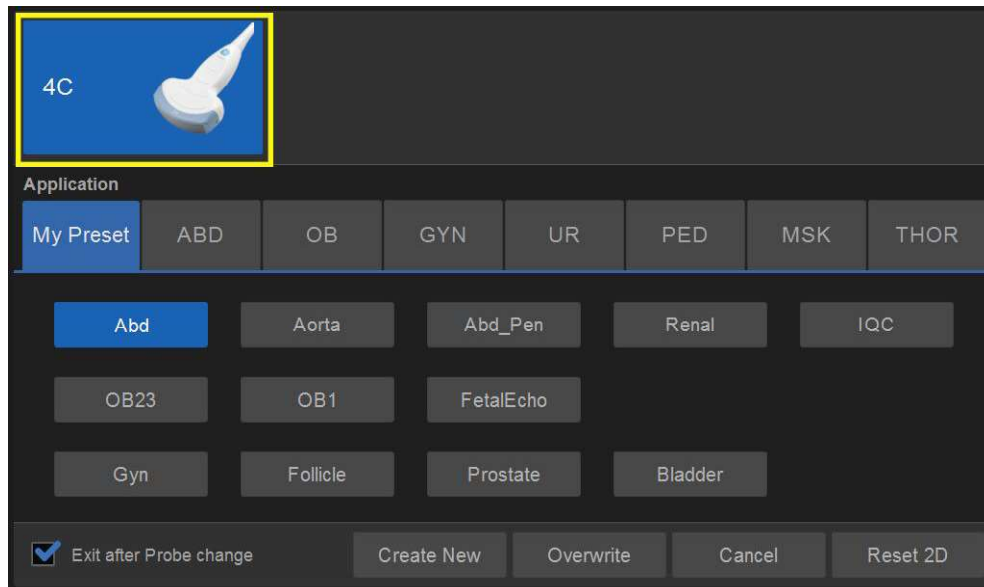 4C
Application
My Preset ABD OB GYN UR PED MSK THOR
Abd Aorta Abd_Pen Renal IQC
OB23 OB1 FetalEcho
Gyn Follicle Prostate Bladder
Exit after Probe change Create New Overwrite Cancel Reset 2D